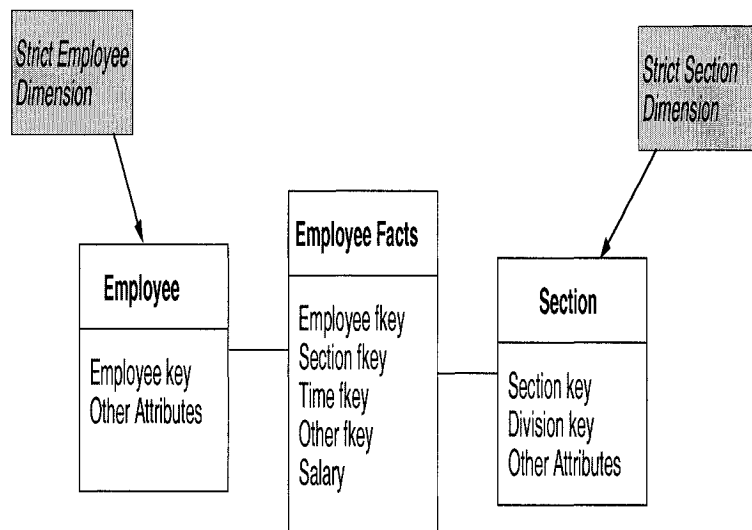 Strict Employee
Dimension
Strict Section
Dimension
Employee Facts
Employee
Section
Employee fkey
Section fkey
Time fkey
Other fkey
Salary
Employee key
Other Attributes
Section key
Division key
Other Attributes